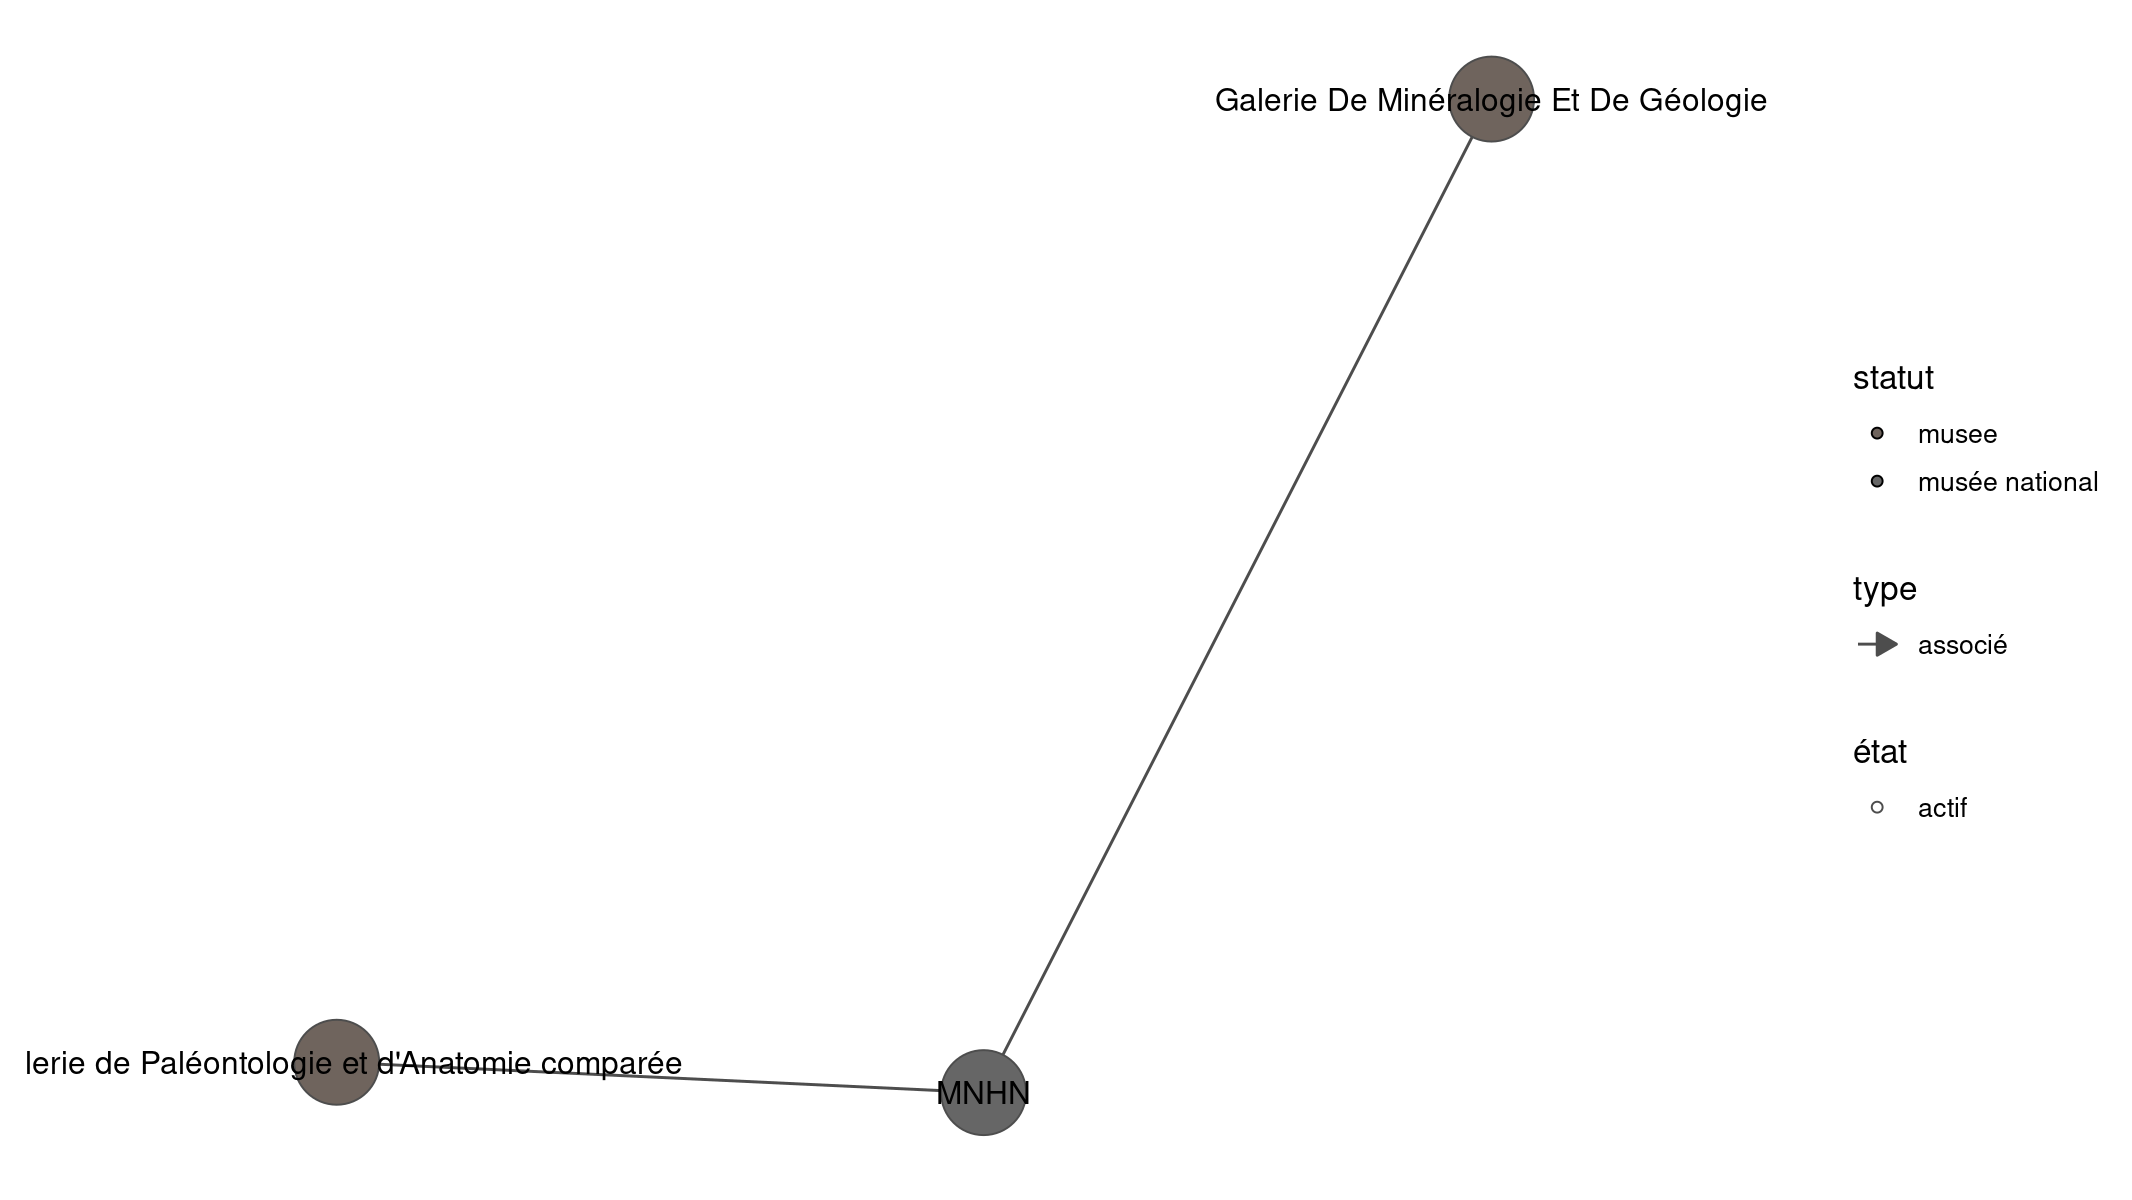 Galerie De Minéralogie Et De Géologie
statut
musee
musée national
type
associé
état
actif
lerie de Paléontologie et d'Anatomie comparée
MNHN